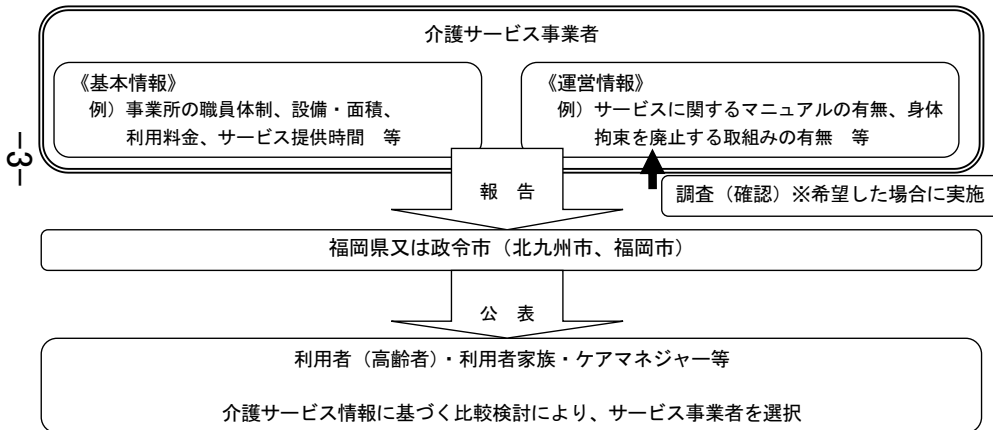 介護サービス事業者
《基本情報》
例）事業所の職員体制、設備・面積、
利用料金、サービス提供時間　等
《運営情報》
例）サービスに関するマニュアルの有無、身体
拘束を廃止する取組みの有無　等
－3－
報　告
調査（確認）※希望した場合に実施
福岡県又は政令市（北九州市、福岡市）
公　表
利用者（高齢者）・利用者家族・ケアマネジャー等
介護サービス情報に基づく比較検討により、サービス事業者を選択